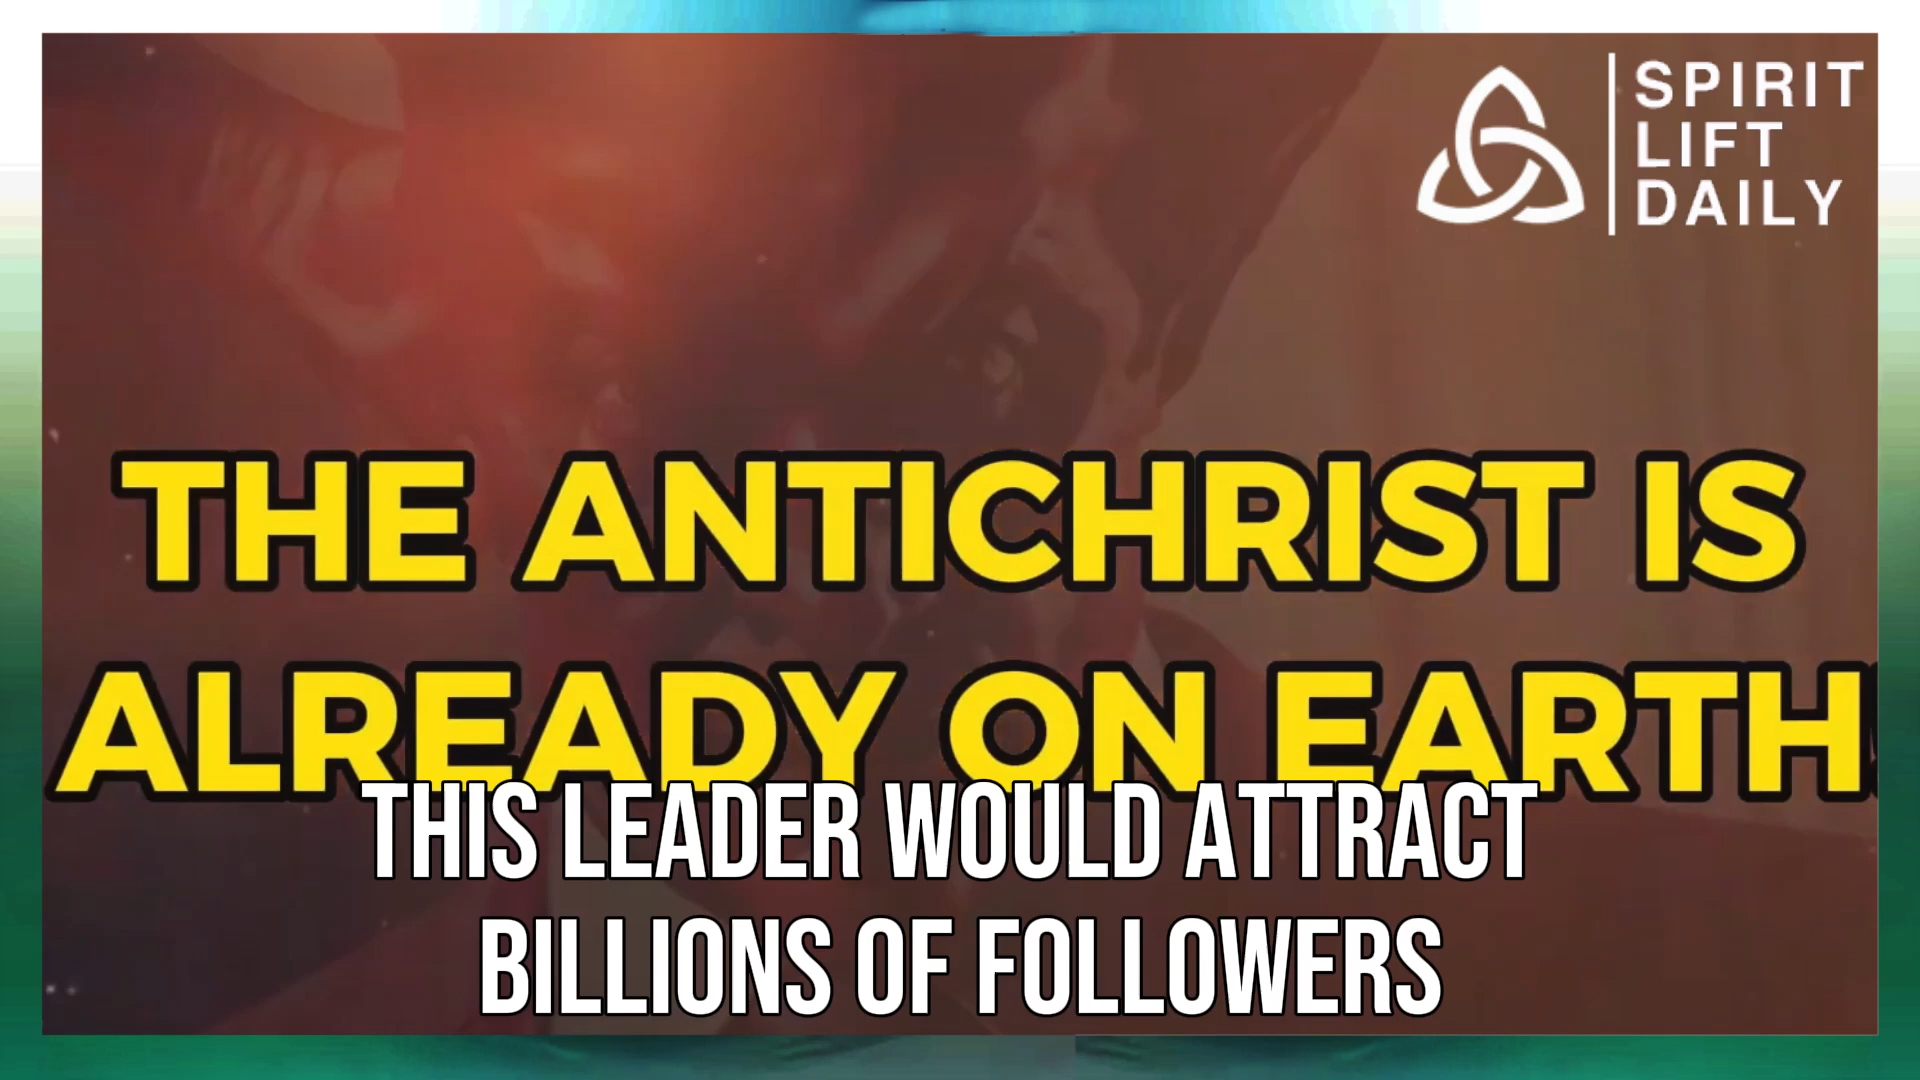 SPIRIT
LIFT
DAILY
THE ANTICHRIST IS
ALREADY ON EARTH
THIS LEADER WOULD ATTRACT
BILLIONS OF FOLLOWERS